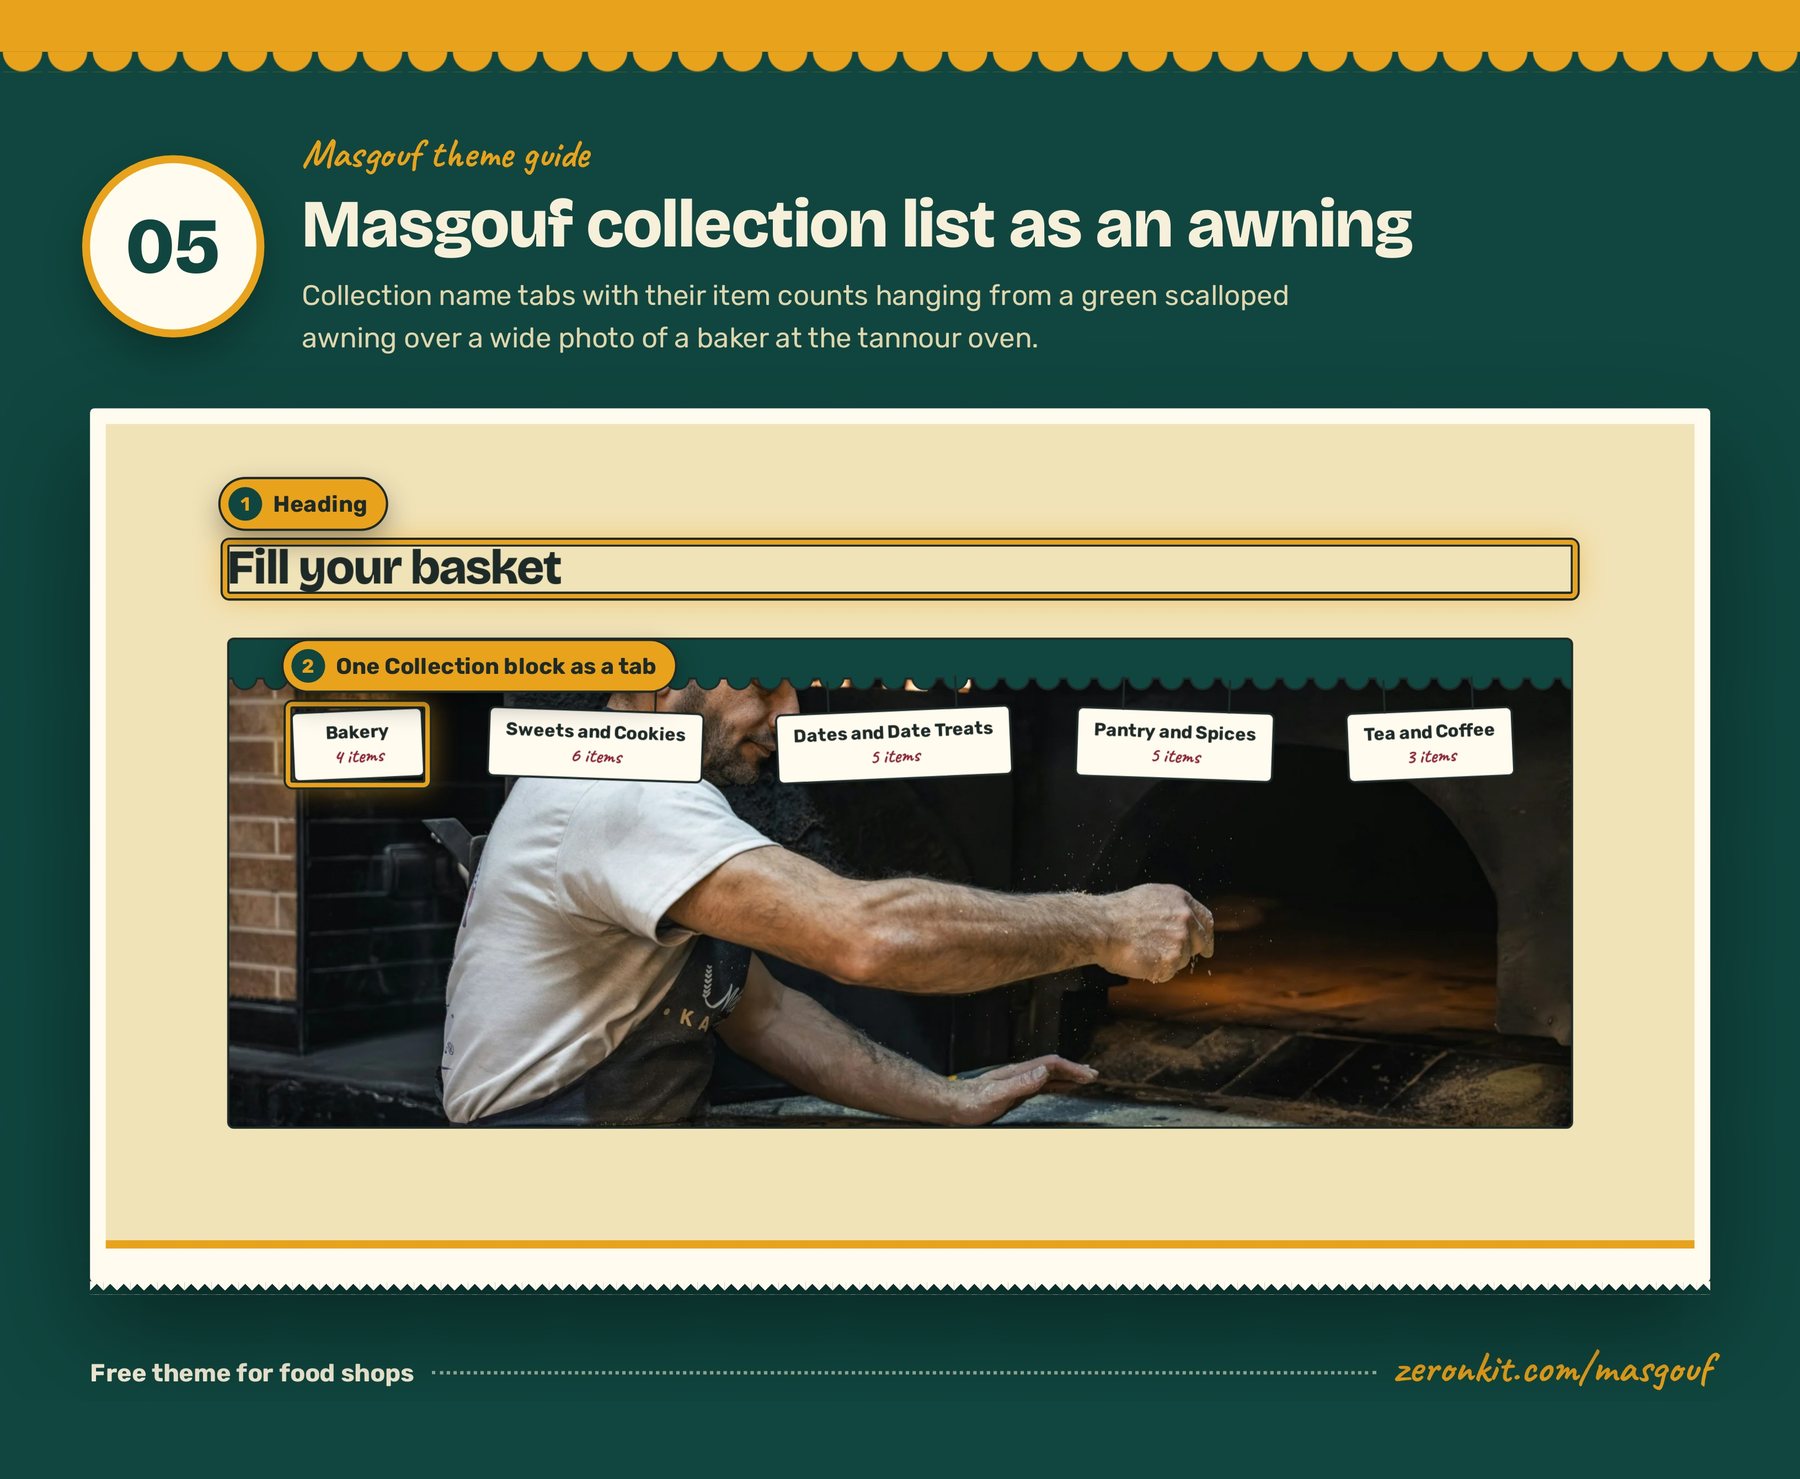 Masgouf theme guide
05
Masgouf collection list as an awning
Collection name tabs with their item counts hanging from a green scalloped
awning over a wide photo of a baker at the tannour oven.
1 Heading
Fill your basket
2 One Collection block as a tab
Bakery
4 items
Sweets and Cookies
6 items
Dates and Date Treats
5 items
Pantry and Spices
5 items
Tea and Coffee
3 items
KA
Free theme for food shops
zeronkit.com/masgouf